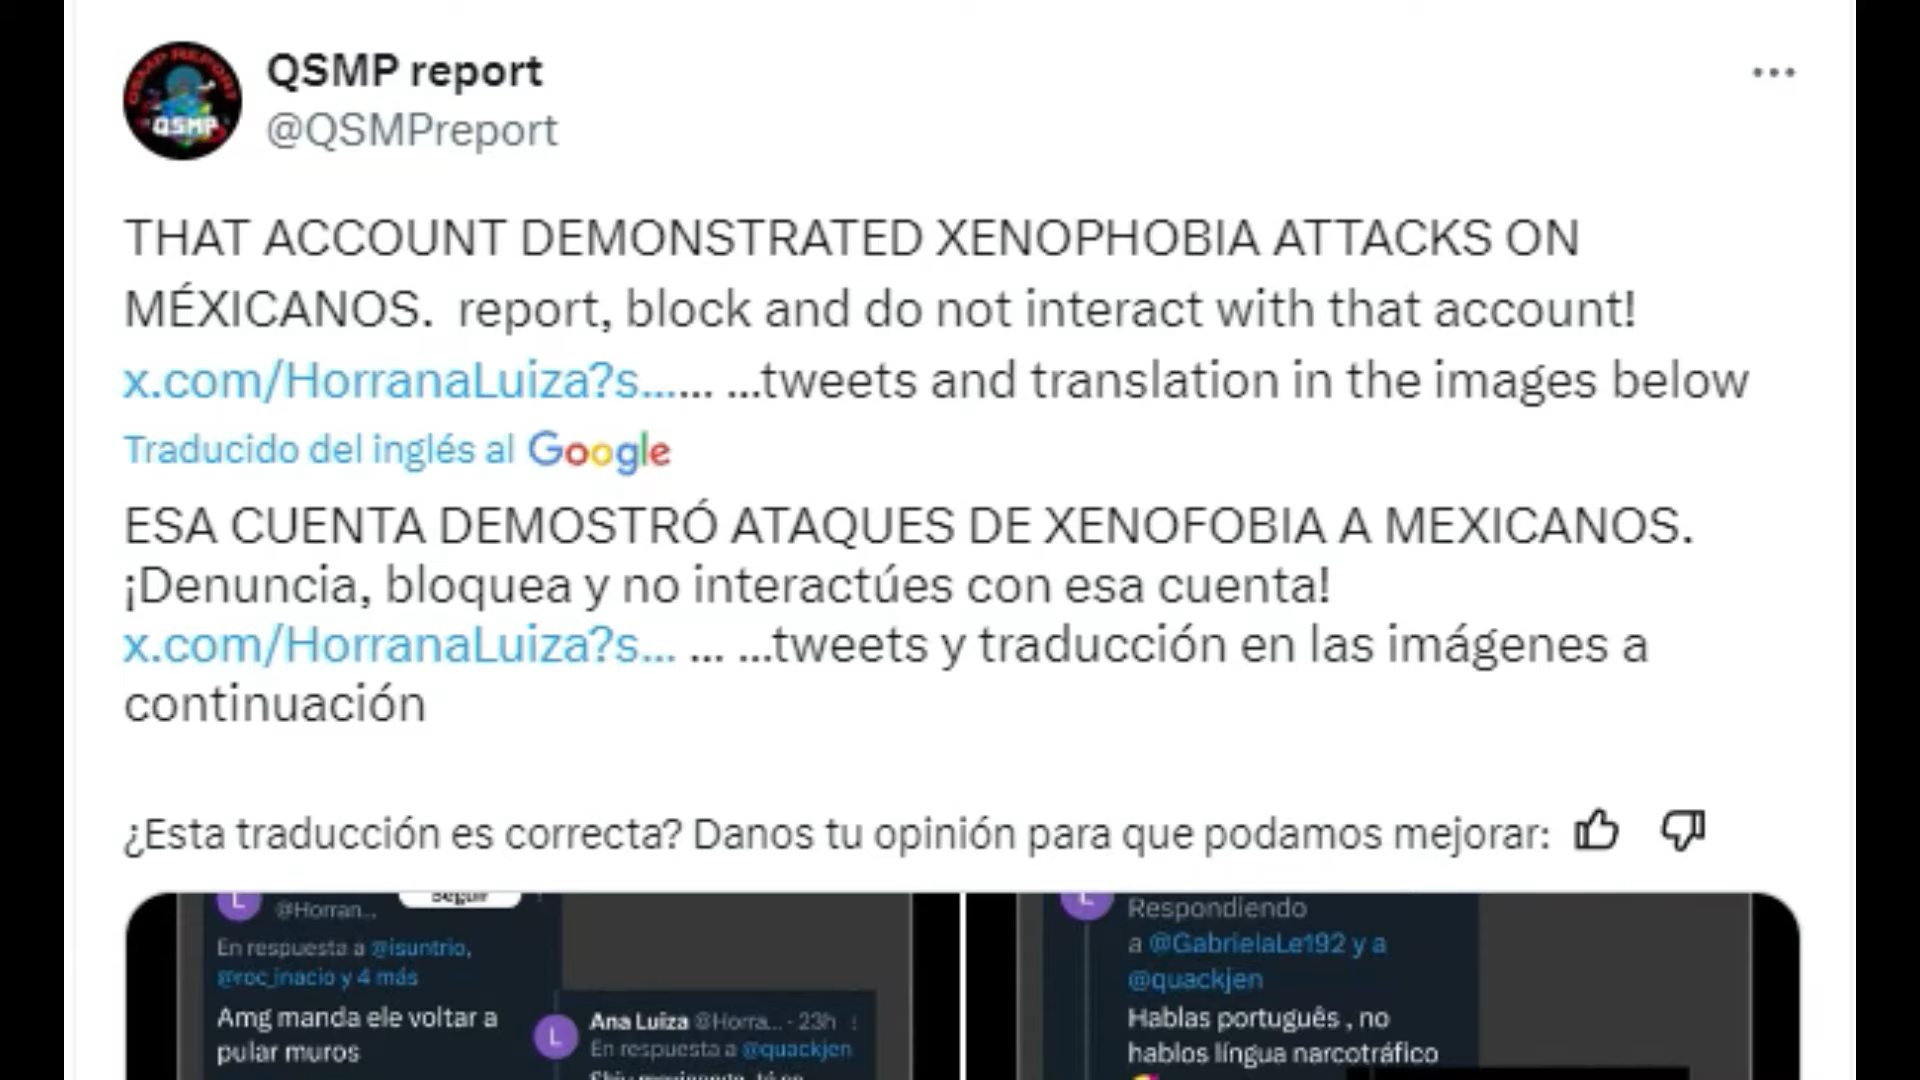 QSMP report
@QSMPreport
THAT ACCOUNT DEMONSTRATED XENOPHOBIA ATTACKS ON
MÉXICANOS.  report, block and do not interact with that account!
x.com/HorranaLuiza?s...... ...tweets and translation in the images below
Traducido del inglés al Google
ESA CUENTA DEMOSTRÓ ATAQUES DE XENOFOBIA A MEXICANOS.
¡Denuncia, bloquea y no interactúes con esa cuenta!
x.com/HorranaLuiza?s... ... ...tweets y traducción en las imágenes a
continuación
¿Esta traducción es correcta? Danos tu opinión para que podamos mejorar:
L
Seguir
@Horran...
En respuesta a @isuntrio,
@roc_inacio y 4 más
Amg manda ele voltar a
pular muros
L
Ana Luiza @Horra... · 23h
En respuesta a @quackjen
L
Respondiendo
a @GabrielaLe192 y a
@quackjen
Hablas português , no
hablos língua narcotráfico